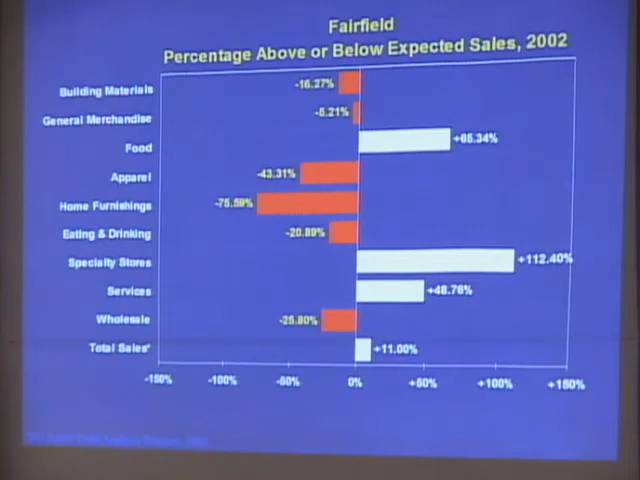 Fairfield
Percentage Above or Below Expected Sales, 2002
Building Materials -16.27%
General Merchandise -5.21%
Food +65.34%
Apparel -43.31%
Home Furnishings -75.59%
Eating & Drinking -20.89%
Specialty Stores +112.40%
Services +48.76%
Wholesale -25.80%
Total Sales* +11.00%
-150% -100% -50% 0% +50% +100% +150%